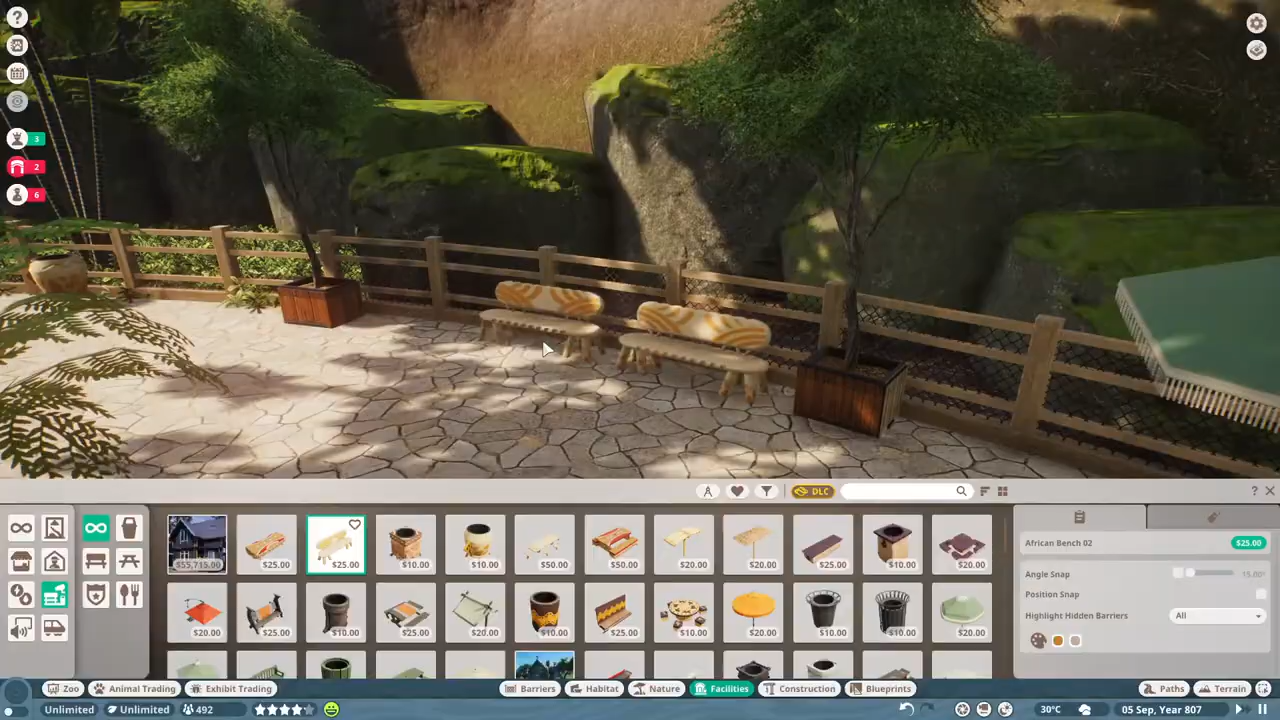 ?
3
2
6
DLC
?
$55,715.00 $25.00 $25.00 $10.00 $10.00 $50.00 $50.00 $20.00 $20.00 $25.00 $10.00 $20.00
$20.00 $25.00 $10.00 $25.00 $20.00 $10.00 $25.00 $10.00 $20.00 $10.00 $10.00 $20.00
African Bench 02 $25.00
Angle Snap 15.00°
Position Snap
Highlight Hidden Barriers All
Zoo Animal Trading Exhibit Trading Barriers Habitat Nature Facilities Construction Blueprints Paths Terrain
Unlimited Unlimited 492 30°C 05 Sep, Year 807